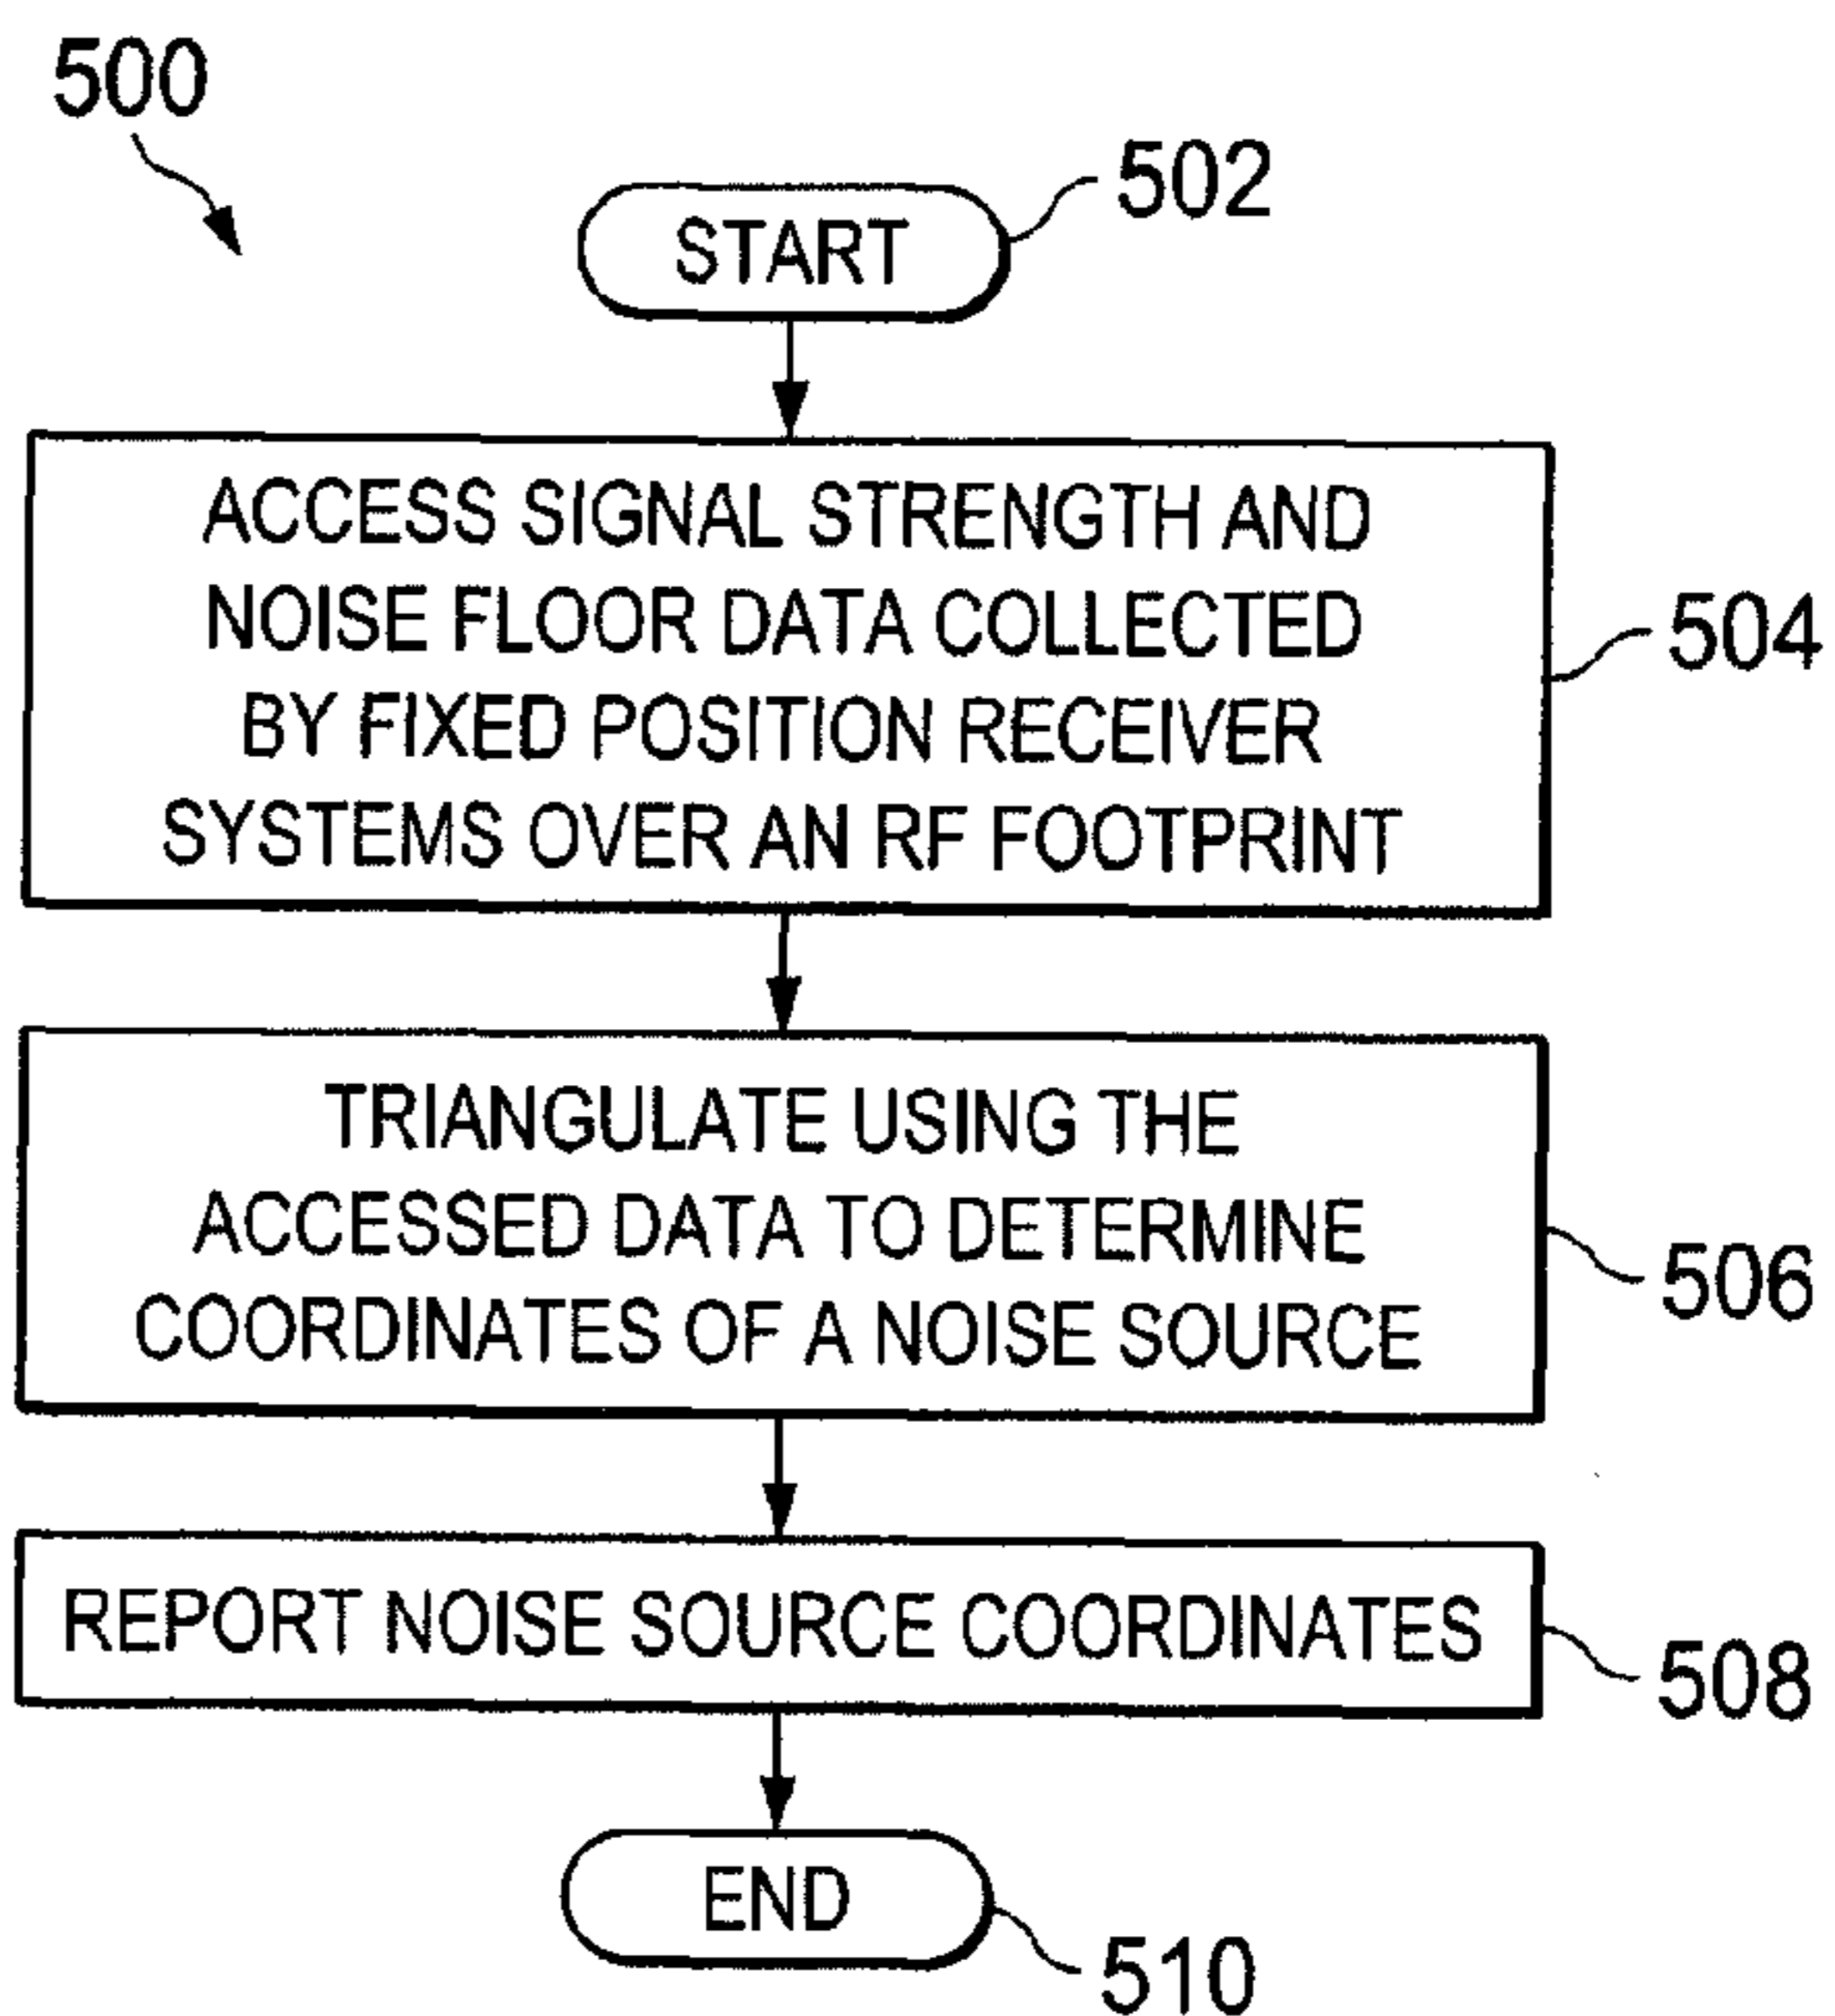 500
502
START
ACCESS SIGNAL STRENGTH AND
NOISE FLOOR DATA COLLECTED
BY FIXED POSITION RECEIVER
SYSTEMS OVER AN RF FOOTPRINT
504
TRIANGULATE USING THE
ACCESSED DATA TO DETERMINE
COORDINATES OF A NOISE SOURCE
506
REPORT NOISE SOURCE COORDINATES
508
END
510